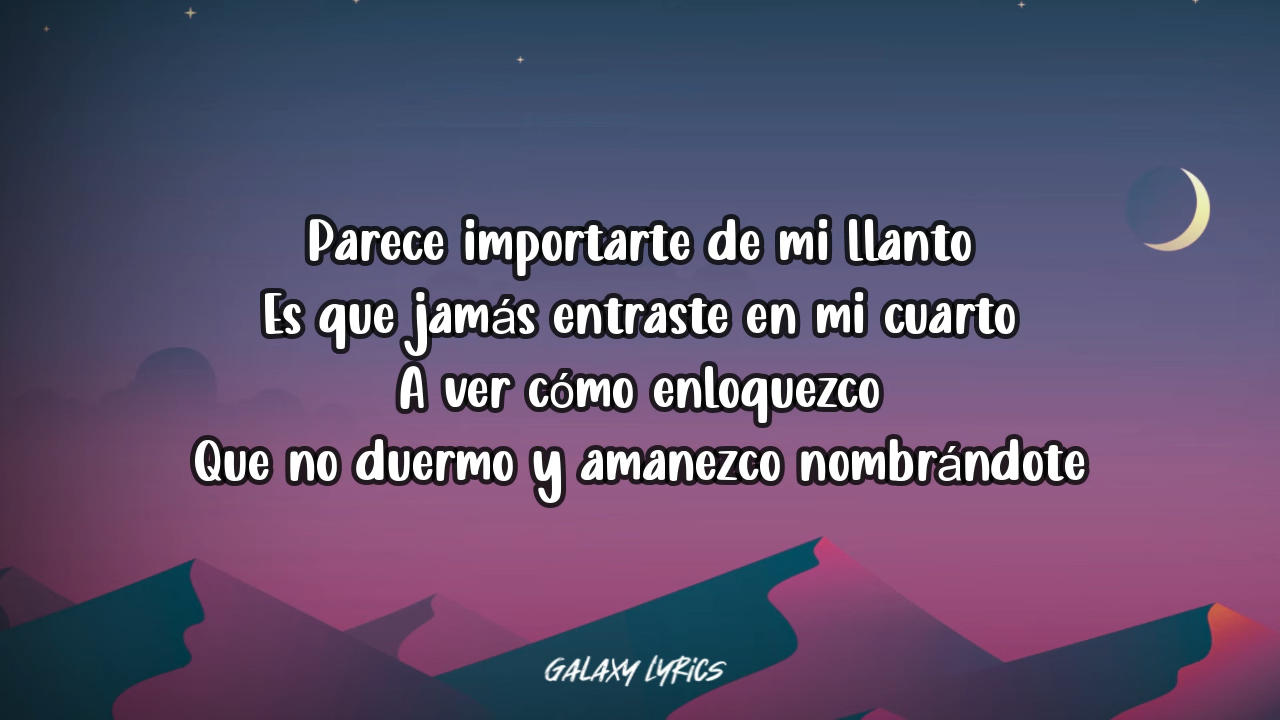 Parece importarte de mi llanto
Es que jamás entraste en mi cuarto
A ver cómo enloquezco
Que no duermo y amanezco nombrándote
GALAXY LYRICS